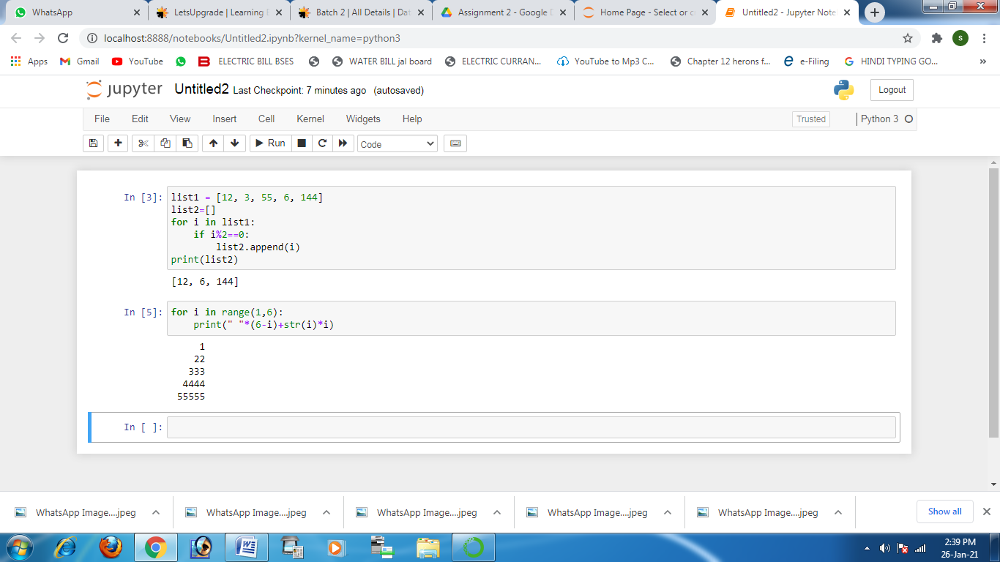 WhatsApp
LetsUpgrade | Learning E
Batch 2 | All Details | Dat
Assignment 2 - Google D
Home Page - Select or c
Untitled2 - Jupyter Note
localhost:8888/notebooks/Untitled2.ipynb?kernel_name=python3
S
Apps
Gmail
YouTube
B ELECTRIC BILL BSES
WATER BILL jal board
ELECTRIC CURRAN...
YouTube to Mp3 C...
Chapter 12 herons f...
e-Filing
HINDI TYPING GO...
»
jupyter Untitled2 Last Checkpoint: 7 minutes ago (autosaved)
Logout
File Edit View Insert Cell Kernel Widgets Help
Trusted
Python 3
Run
Code
In [3]: list1 = [12, 3, 55, 6, 144]
list2=[]
for i in list1:
    if i%2==0:
        list2.append(i)
print(list2)
[12, 6, 144]
In [5]: for i in range(1,6):
    print(" "*(6-i)+str(i)*i)
     1
    22
   333
  4444
 55555
In [ ]:
WhatsApp Image....jpeg
WhatsApp Image....jpeg
WhatsApp Image....jpeg
WhatsApp Image....jpeg
WhatsApp Image....jpeg
Show all
2:39 PM
26-Jan-21